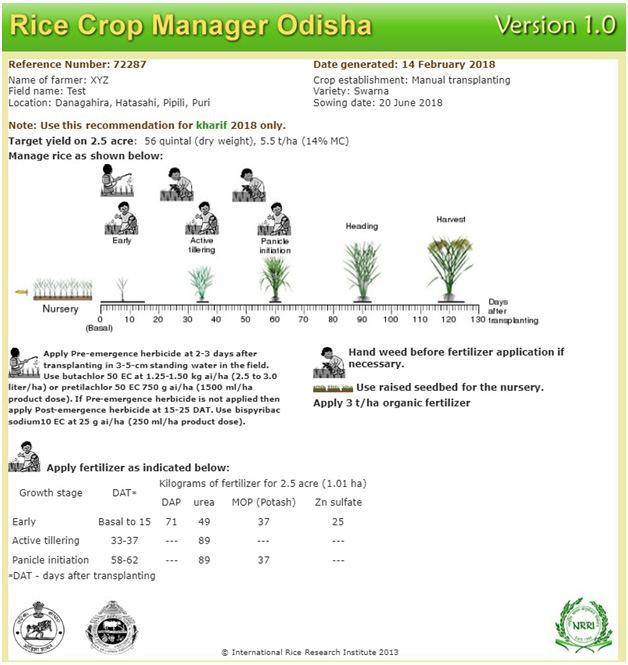 Rice Crop Manager Odisha
Version 1.0
Reference Number: 72287
Date generated: 14 February 2018
Name of farmer: XYZ
Crop establishment: Manual transplanting
Field name: Test
Variety: Swarna
Location: Danagahira, Hatasahi, Pipili, Puri
Sowing date: 20 June 2018
Note: Use this recommendation for kharif 2018 only.
Target yield on 2.5 acre: 56 quintal (dry weight), 5.5 t/ha (14% MC)
Manage rice as shown below:
Early
Active
tillering
Panicle
initiation
Heading
Harvest
Nursery
0 10 20 30 40 50 60 70 80 90 100 110 120 130
(Basal)
Days
after
transplanting
Apply Pre-emergence herbicide at 2-3 days after
transplanting in 3-5-cm standing water in the field.
Use butachlor 50 EC at 1.25-1.50 kg ai/ha (2.5 to 3.0
liter/ha) or pretilachlor 50 EC 750 g ai/ha (1500 ml/ha
product dose). If Pre-emergence herbicide is not applied then
apply Post-emergence herbicide at 15-25 DAT. Use bispyribac
sodium10 EC at 25 g ai/ha (250 ml/ha product dose).
Hand weed before fertilizer application if
necessary.
Use raised seedbed for the nursery.
Apply 3 t/ha organic fertilizer
Apply fertilizer as indicated below:
Growth stage DAT* Kilograms of fertilizer for 2.5 acre (1.01 ha)
DAP urea MOP (Potash) Zn sulfate
Early Basal to 15 71 49 37 25
Active tillering 33-37 --- 89 --- ---
Panicle initiation 58-62 --- 89 37 ---
*DAT - days after transplanting
NRRI
© International Rice Research Institute 2013